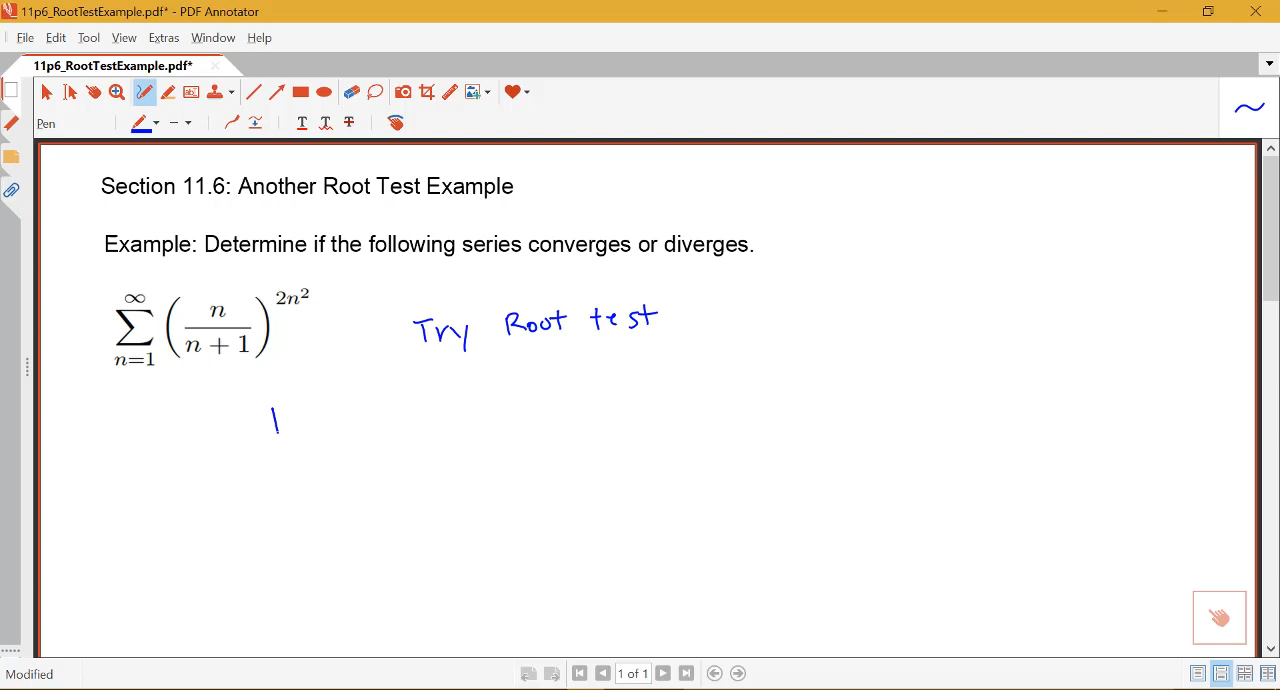 11p6_RootTestExample.pdf* - PDF Annotator
File Edit Tool View Extras Window Help
11p6_RootTestExample.pdf*
Pen
Section 11.6: Another Root Test Example
Example: Determine if the following series converges or diverges.
∑_{n=1}^{∞} (n/(n + 1))^{2n²} Try Root test
Modified 1 of 1